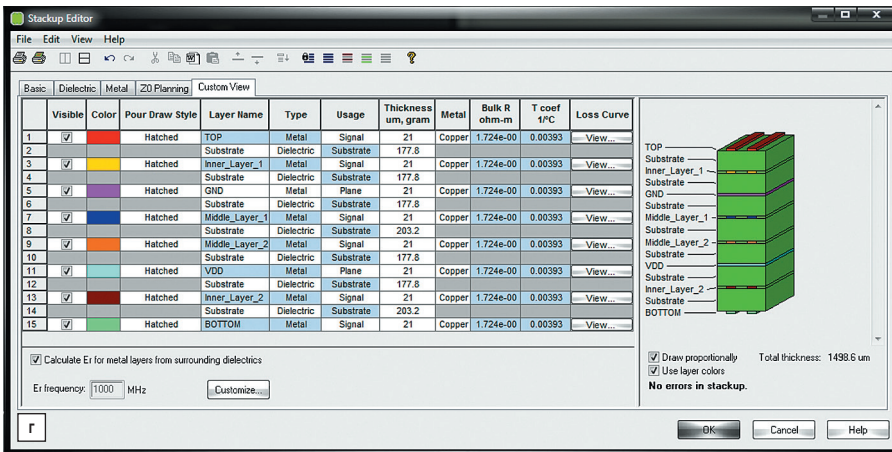 Stackup Editor
File Edit View Help
Basic Dielectric Metal Z0 Planning Custom View
Visible Color Pour Draw Style Layer Name Type Usage Thickness um, gram Metal Bulk R ohm-m T coef 1/°C Loss Curve
1 Hatched TOP Metal Signal 21 Copper 1.724e-00 0.00393 View...
2 Substrate Dielectric Substrate 177.8
3 Hatched Inner_Layer_1 Metal Signal 21 Copper 1.724e-00 0.00393 View...
4 Substrate Dielectric Substrate 177.8
5 Hatched GND Metal Plane 21 Copper 1.724e-00 0.00393 View...
6 Substrate Dielectric Substrate 177.8
7 Hatched Middle_Layer_1 Metal Signal 21 Copper 1.724e-00 0.00393 View...
8 Substrate Dielectric Substrate 203.2
9 Hatched Middle_Layer_2 Metal Signal 21 Copper 1.724e-00 0.00393 View...
10 Substrate Dielectric Substrate 177.8
11 Hatched VDD Metal Plane 21 Copper 1.724e-00 0.00393 View...
12 Substrate Dielectric Substrate 177.8
13 Hatched Inner_Layer_2 Metal Signal 21 Copper 1.724e-00 0.00393 View...
14 Substrate Dielectric Substrate 203.2
15 Hatched BOTTOM Metal Signal 21 Copper 1.724e-00 0.00393 View...
TOP
Substrate
Inner_Layer_1
Substrate
GND
Substrate
Middle_Layer_1
Substrate
Middle_Layer_2
Substrate
VDD
Substrate
Inner_Layer_2
Substrate
BOTTOM
Calculate Er for metal layers from surrounding dielectrics
Er frequency: 1000 MHz Customize...
Draw proportionally Total thickness: 1498.6 um
Use layer colors
No errors in stackup.
г
OK Cancel Help